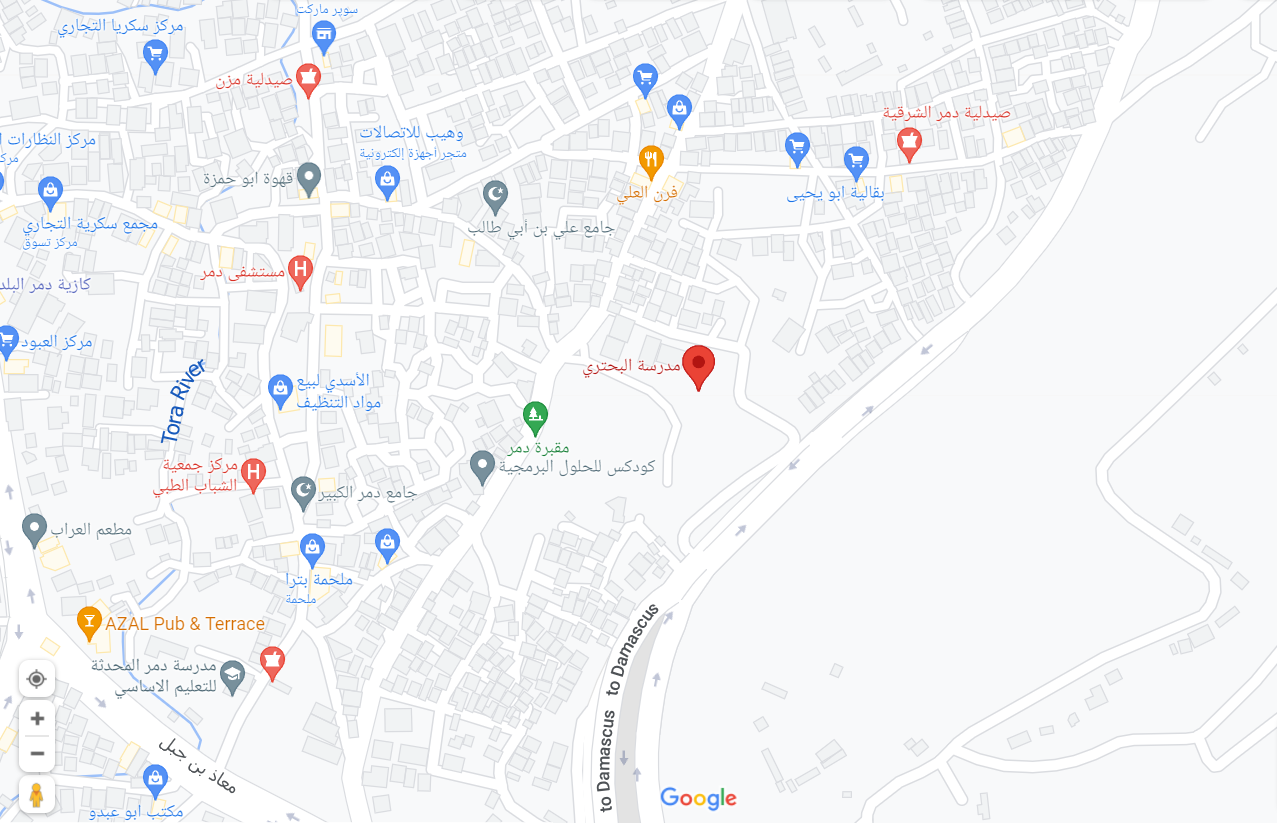 سوبر ماركت
مركز سكريا التجاري
صيدلية مزن
صيدلية دمر الشرقية
وهيب للاتصالات
متجر أجهزة إلكترونية
مركز النظارات
قهوة ابو حمزة
فرن العلي
بقالية ابو يحيى
مجمع سكرية التجاري
مركز تسوق
جامع علي بن أبي طالب
مستشفى دمر
كازية دمر البلد
مركز العبود
مدرسة البحتري
Tora River
الأسدي لبيع
مواد التنظيف
مقبرة دمر
كودكس للحلول البرمجية
مركز جمعية
الشباب الطبي
جامع دمر الكبير
مطعم العراب
ملحمة بترا
ملحمة
AZAL Pub & Terrace
to Damascus
to Damascus
مدرسة دمر المحدثة
للتعليم الاساسي
معاذ بن جبل
مكتب ابو عبدو
Google